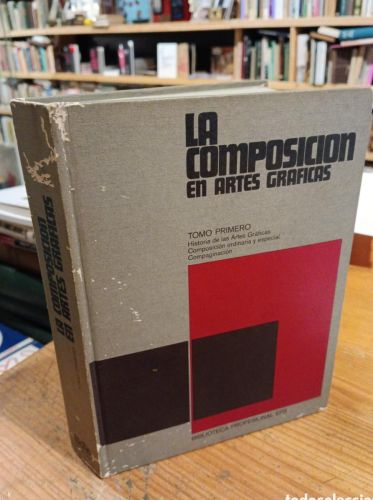 LA
COMPOSICION
EN ARTES GRAFICAS
TOMO PRIMERO
Historia de las Artes Gráficas
Composición ordinaria y especial
Compaginación
BIBLIOTECA PROFESIONAL EPS
LA COMPOSICION
EN ARTES GRAFICAS
todocoleccion